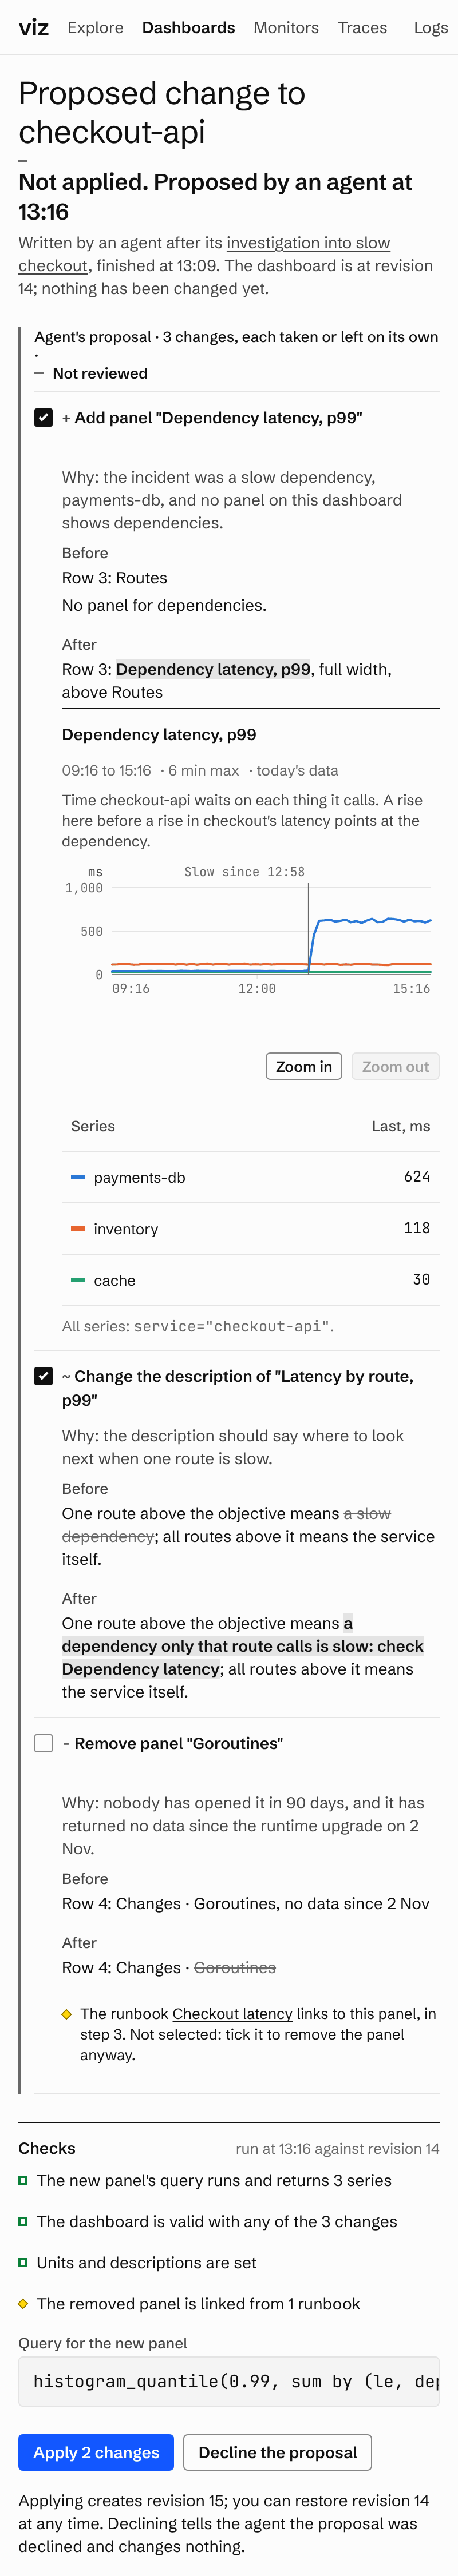 viz Explore Dashboards Monitors Traces Logs
Proposed change to
checkout-api
Not applied. Proposed by an agent at
13:16
Written by an agent after its investigation into slow
checkout, finished at 13:09. The dashboard is at revision
14; nothing has been changed yet.
Agent's proposal · 3 changes, each taken or left on its own
·
Not reviewed
+ Add panel "Dependency latency, p99"
Why: the incident was a slow dependency,
payments-db, and no panel on this dashboard
shows dependencies.
Before
Row 3: Routes
No panel for dependencies.
After
Row 3: Dependency latency, p99, full width,
above Routes
Dependency latency, p99
09:16 to 15:16 · 6 min max · today's data
Time checkout-api waits on each thing it calls. A rise
here before a rise in checkout's latency points at the
dependency.
ms Slow since 12:58
1,000
500
0
09:16 12:00 15:16
Zoom in Zoom out
Series Last, ms
payments-db 624
inventory 118
cache 30
All series: service="checkout-api".
~ Change the description of "Latency by route,
p99"
Why: the description should say where to look
next when one route is slow.
Before
One route above the objective means a slow
dependency; all routes above it means the service
itself.
After
One route above the objective means a
dependency only that route calls is slow: check
Dependency latency; all routes above it means
the service itself.
- Remove panel "Goroutines"
Why: nobody has opened it in 90 days, and it has
returned no data since the runtime upgrade on 2
Nov.
Before
Row 4: Changes · Goroutines, no data since 2 Nov
After
Row 4: Changes · Goroutines
The runbook Checkout latency links to this panel, in
step 3. Not selected: tick it to remove the panel
anyway.
Checks run at 13:16 against revision 14
The new panel's query runs and returns 3 series
The dashboard is valid with any of the 3 changes
Units and descriptions are set
The removed panel is linked from 1 runbook
Query for the new panel
histogram_quantile(0.99, sum by (le, dep
Apply 2 changes Decline the proposal
Applying creates revision 15; you can restore revision 14
at any time. Declining tells the agent the proposal was
declined and changes nothing.